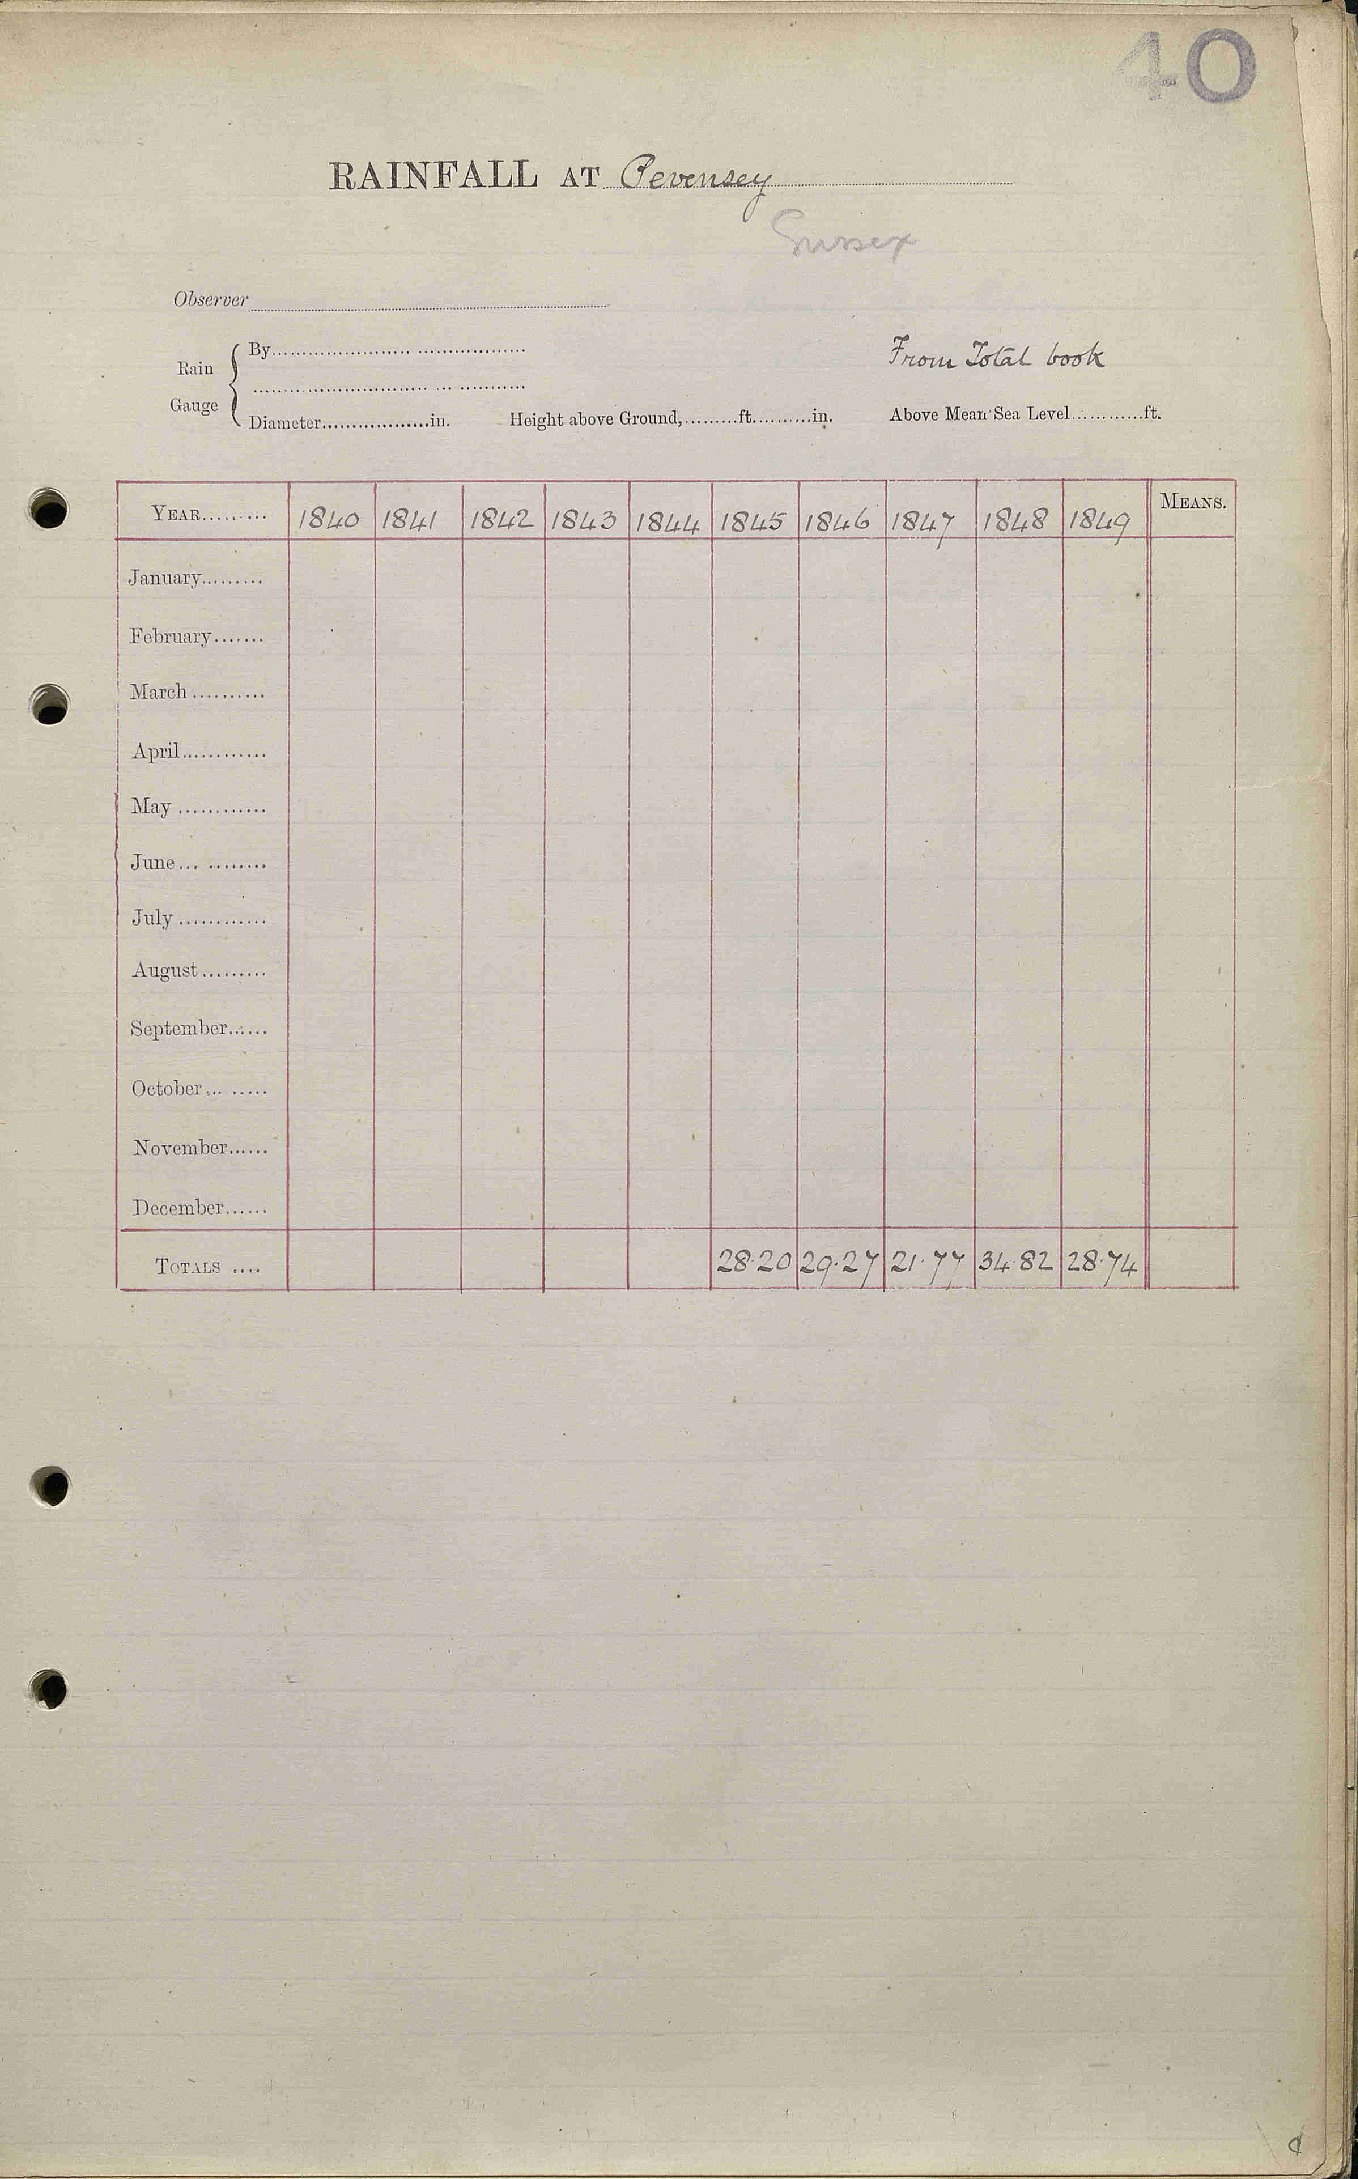 40
RAINFALL AT Pevensey
Sussex
Observer
Rain Gauge { By
From Total book
Diameter..................in. Height above Ground,.........ft..........in. Above Mean Sea Level............ft.
YEAR......... 1840 1841 1842 1843 1844 1845 1846 1847 1848 1849 MEANS.
January.........
February.......
March ..........
April............
May ............
June... ........
July ............
August.........
September......
October... .....
November......
December......
TOTALS .... 28.20 29.27 21.77 34.82 28.74